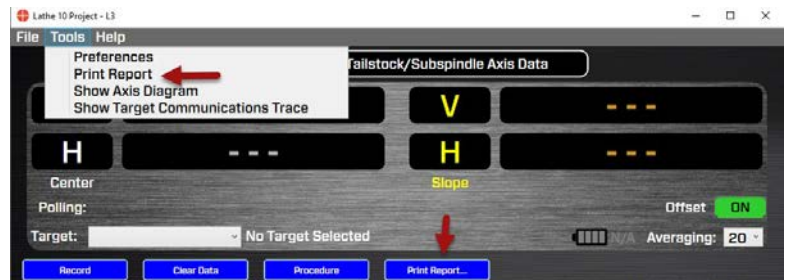 Lathe 10 Project - L3
File Tools Help
Preferences
Print Report
Show Axis Diagram
Show Target Communications Trace
Tailstock/Subspindle Axis Data
V
- - -
H
- - -
H
- - -
Center
Slope
Polling:
Offset ON
Target: No Target Selected N/A Averaging: 20
Record Clear Data Procedure Print Report...